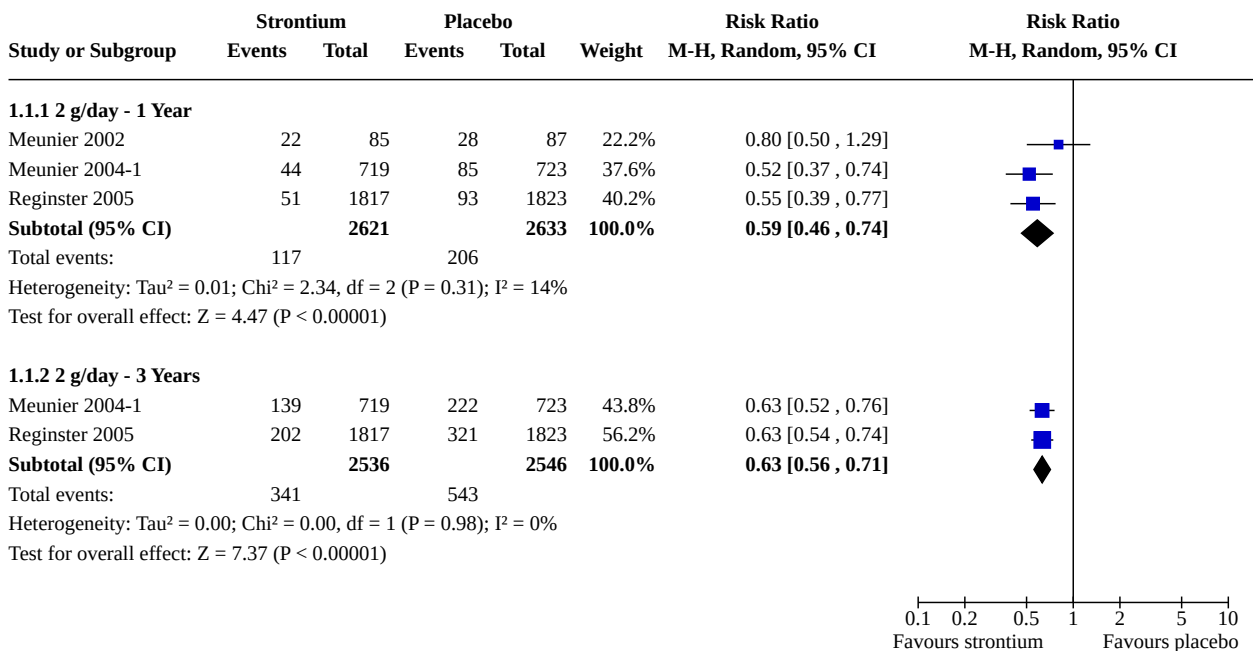 Strontium Placebo Risk Ratio Risk Ratio
Study or Subgroup Events Total Events Total Weight M-H, Random, 95% CI M-H, Random, 95% CI
1.1.1 2 g/day - 1 Year
Meunier 2002 22 85 28 87 22.2% 0.80 [0.50 , 1.29]
Meunier 2004-1 44 719 85 723 37.6% 0.52 [0.37 , 0.74]
Reginster 2005 51 1817 93 1823 40.2% 0.55 [0.39 , 0.77]
Subtotal (95% CI) 2621 2633 100.0% 0.59 [0.46 , 0.74]
Total events: 117 206
Heterogeneity: Tau² = 0.01; Chi² = 2.34, df = 2 (P = 0.31); I² = 14%
Test for overall effect: Z = 4.47 (P < 0.00001)
1.1.2 2 g/day - 3 Years
Meunier 2004-1 139 719 222 723 43.8% 0.63 [0.52 , 0.76]
Reginster 2005 202 1817 321 1823 56.2% 0.63 [0.54 , 0.74]
Subtotal (95% CI) 2536 2546 100.0% 0.63 [0.56 , 0.71]
Total events: 341 543
Heterogeneity: Tau² = 0.00; Chi² = 0.00, df = 1 (P = 0.98); I² = 0%
Test for overall effect: Z = 7.37 (P < 0.00001)
0.1 0.2 0.5 1 2 5 10
Favours strontium Favours placebo